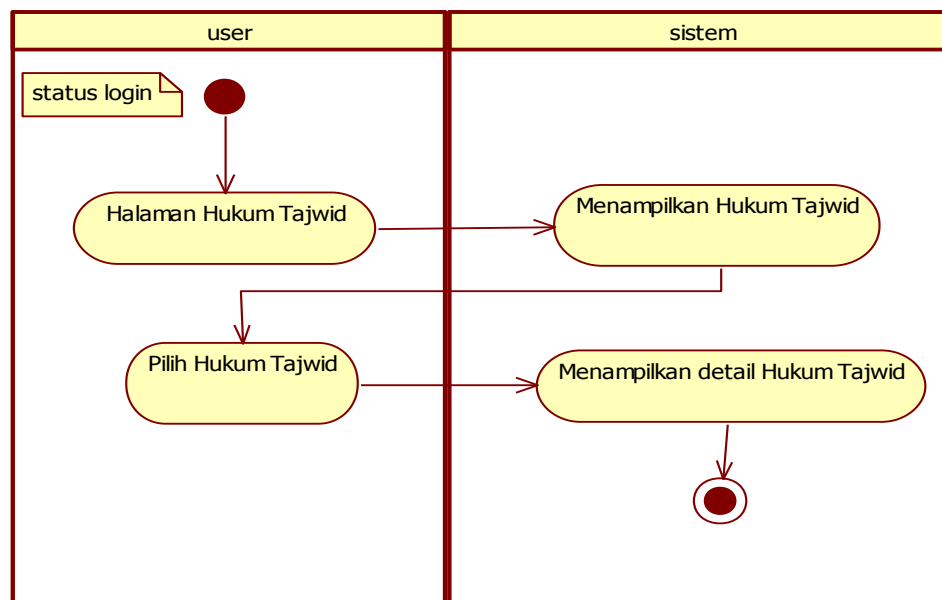 user
sistem
status login
Halaman Hukum Tajwid
Menampilkan Hukum Tajwid
Pilih Hukum Tajwid
Menampilkan detail Hukum Tajwid